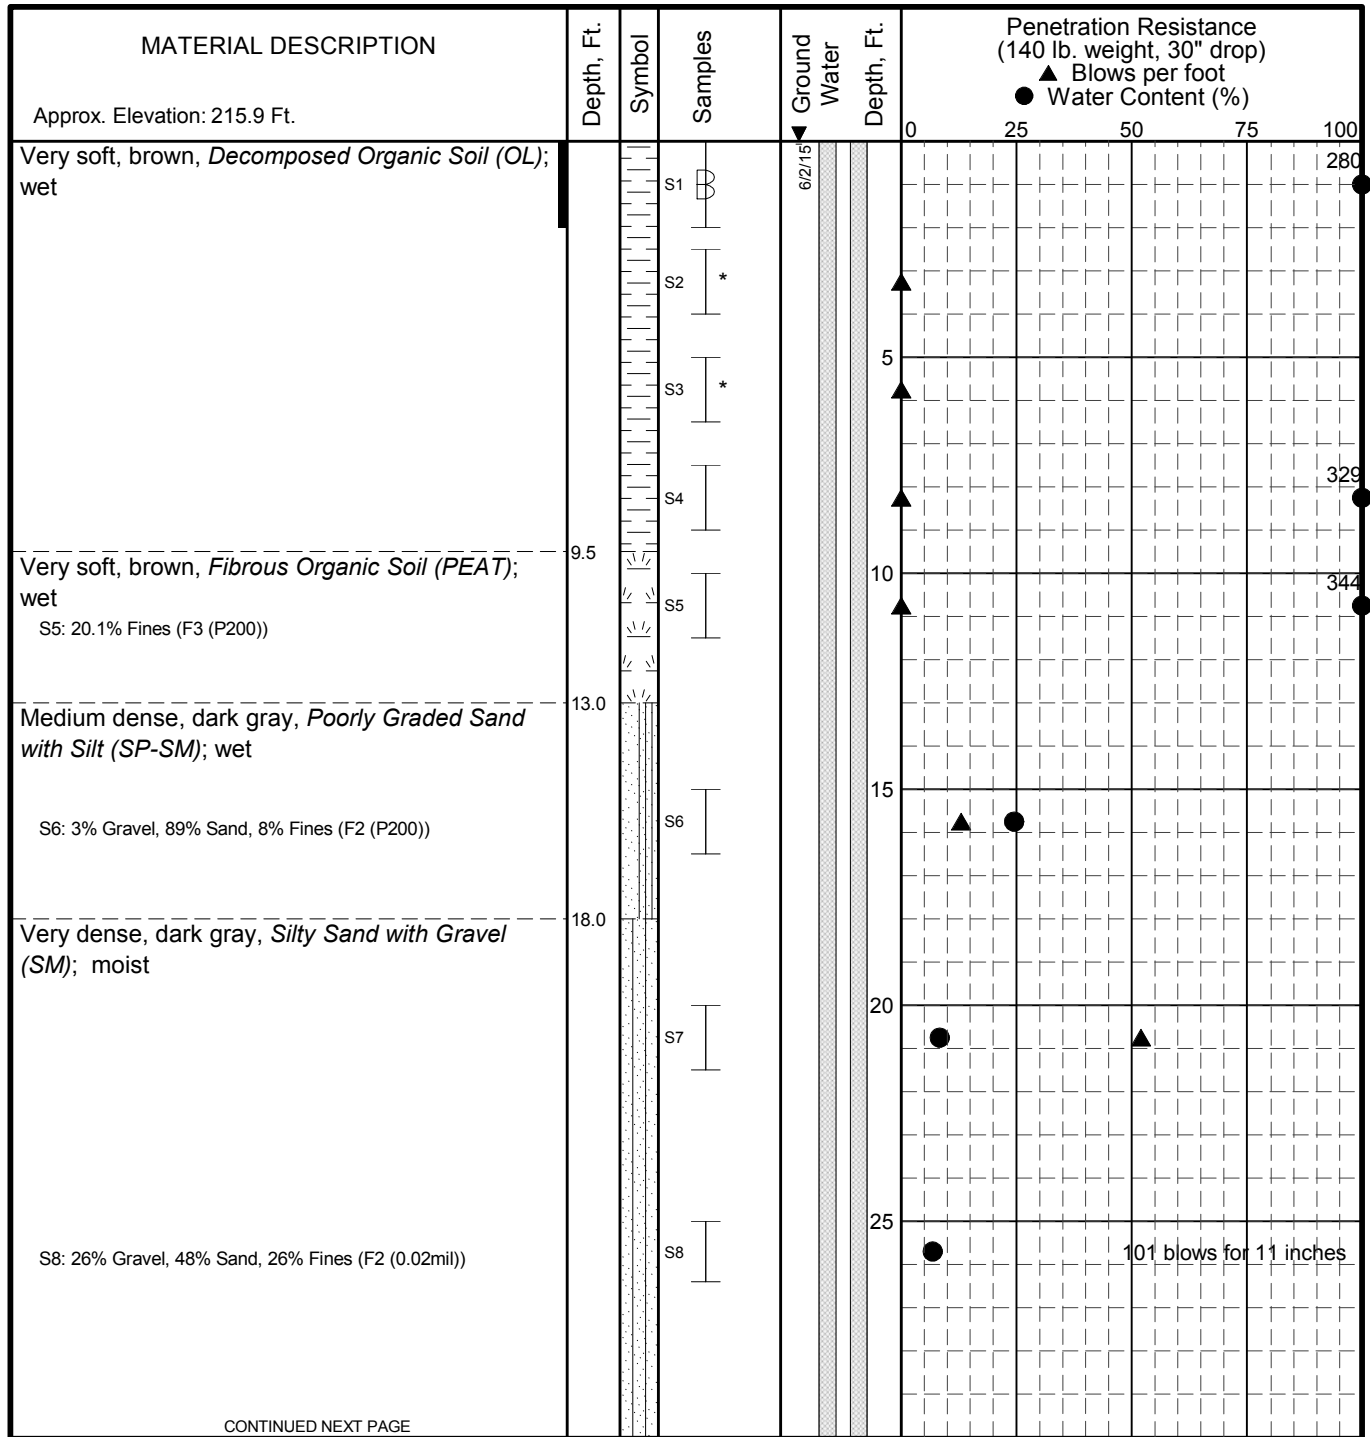 MATERIAL DESCRIPTION
Approx. Elevation: 215.9 Ft.
Depth, Ft.
Symbol
Samples
Ground
Water
Depth, Ft.
Penetration Resistance
(140 lb. weight, 30" drop)
▲ Blows per foot
● Water Content (%)
0 25 50 75 100
Very soft, brown, Decomposed Organic Soil (OL);
wet
S1
6/2/15
280
S2 *
S3 *
5
S4
329
9.5
Very soft, brown, Fibrous Organic Soil (PEAT);
wet
S5: 20.1% Fines (F3 (P200))
S5
10
344
13.0
Medium dense, dark gray, Poorly Graded Sand
with Silt (SP-SM); wet
S6: 3% Gravel, 89% Sand, 8% Fines (F2 (P200))
S6
15
18.0
Very dense, dark gray, Silty Sand with Gravel
(SM); moist
S7
20
S8: 26% Gravel, 48% Sand, 26% Fines (F2 (0.02mil))
S8
25
101 blows for 11 inches
CONTINUED NEXT PAGE